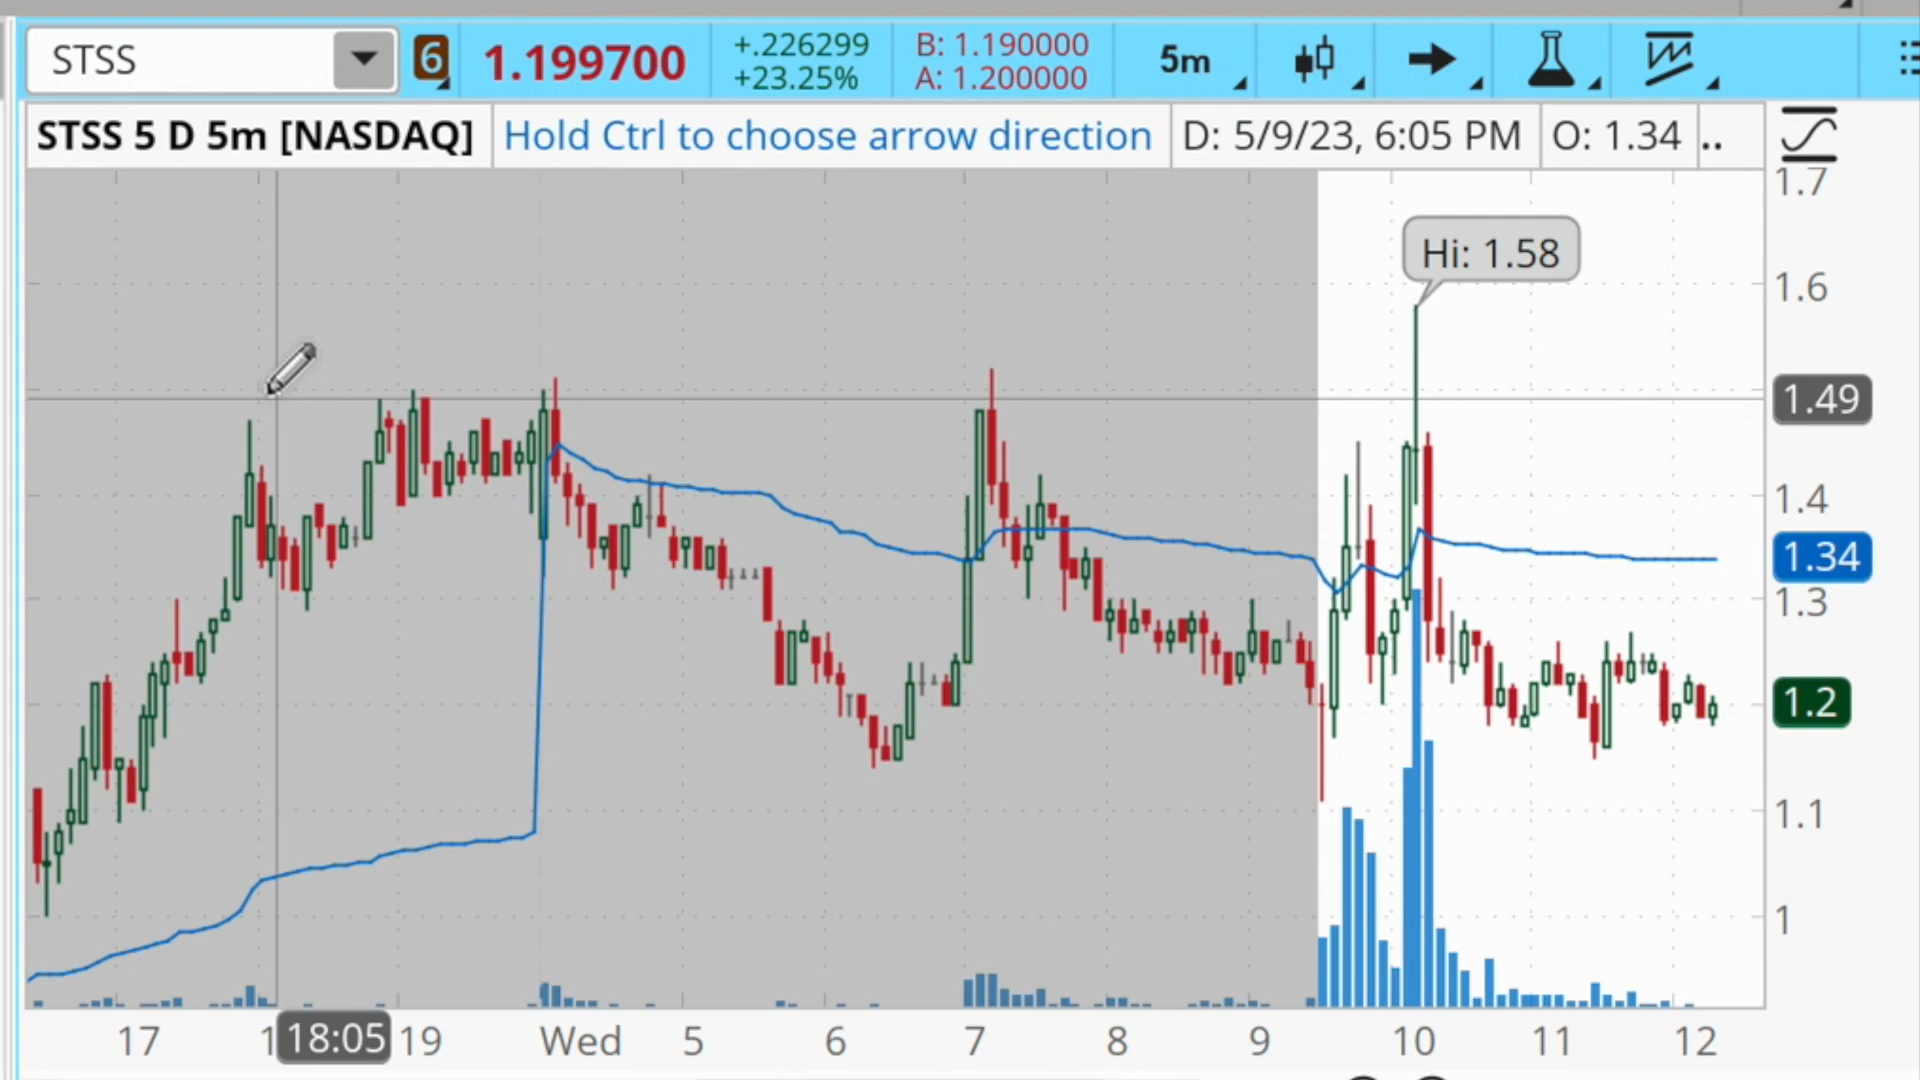 STSS
6
1.199700
+.226299
+23.25%
B: 1.190000
A: 1.200000
5m
STSS 5 D 5m [NASDAQ]
Hold Ctrl to choose arrow direction
D: 5/9/23, 6:05 PM
O: 1.34
..
1.7
Hi: 1.58
1.6
1.49
1.4
1.34
1.3
1.2
1.1
1
17
1
18:05
19
Wed
5
6
7
8
9
10
11
12